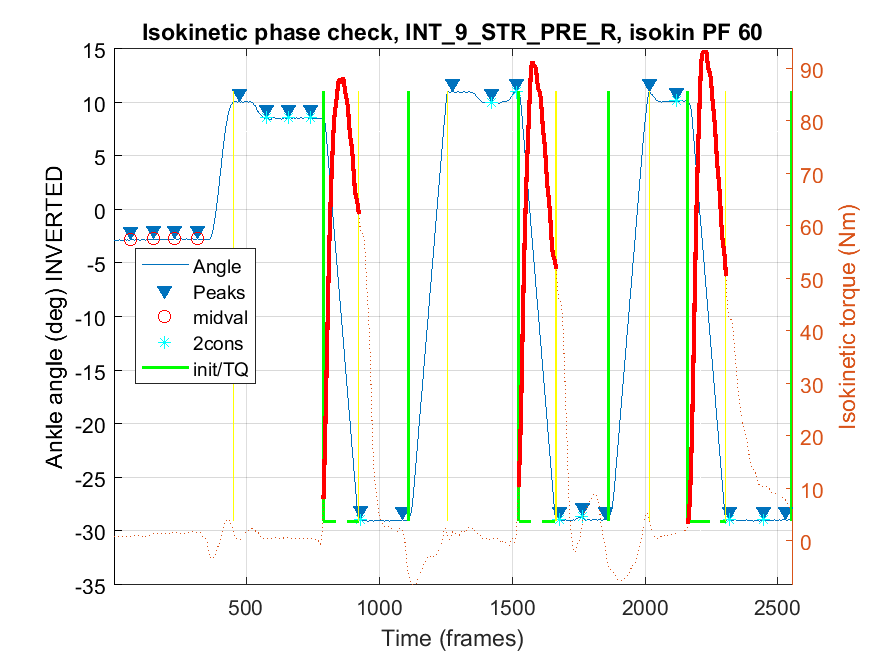 Isokinetic phase check, INT_9_STR_PRE_R, isokin PF 60
Ankle angle (deg) INVERTED
15
10
5
0
-5
-10
-15
-20
-25
-30
-35
Angle
Peaks
midval
2cons
init/TQ
90
80
70
60
50
40
30
20
10
0
Isokinetic torque (Nm)
500
1000
1500
2000
2500
Time (frames)